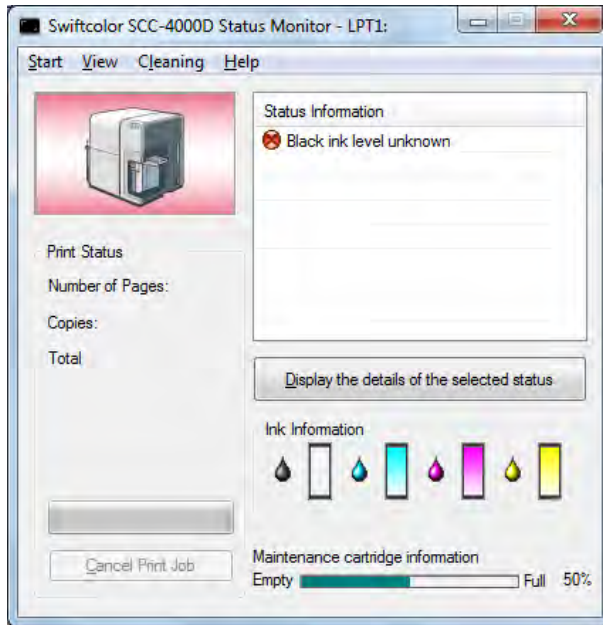 Swiftcolor SCC-4000D Status Monitor - LPT1:
Start View Cleaning Help
Status Information
Black ink level unknown
Print Status
Number of Pages:
Copies:
Total
Display the details of the selected status
Ink Information
Cancel Print Job
Maintenance cartridge information
Empty Full 50%